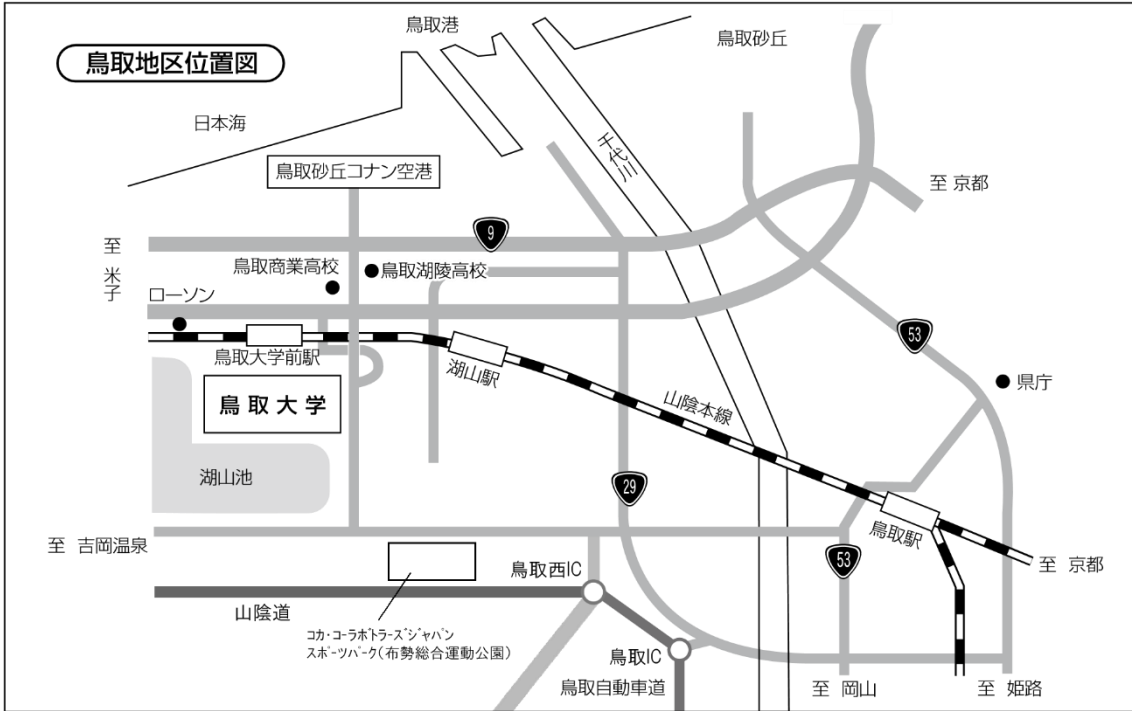 鳥取地区位置図
鳥取港
鳥取砂丘
日本海
千代川
鳥取砂丘コナン空港
至 京都
9
至 米子
鳥取商業高校
鳥取湖陵高校
ローソン
53
鳥取大学前駅
湖山駅
県庁
鳥取大学
山陰本線
湖山池
29
鳥取駅
至 吉岡温泉
53
至 京都
鳥取西IC
山陰道
コカ・コーラボトラーズジャパン
スポーツパーク(布勢総合運動公園)
鳥取IC
鳥取自動車道
至 岡山
至 姫路